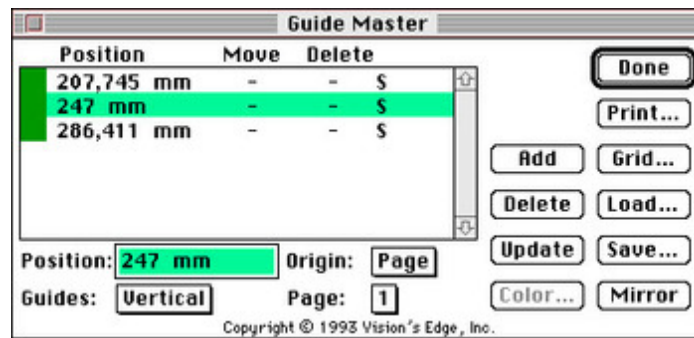 Guide Master
Position Move Delete
207,745 mm - - S
247 mm - - S
286,411 mm - - S
Done
Print...
Add Grid...
Delete Load...
Update Save...
Color... Mirror
Position: 247 mm Origin: Page
Guides: Vertical Page: 1
Copyright © 1993 Vision's Edge, Inc.